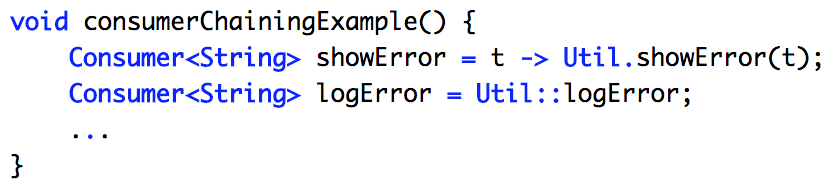 void consumerChainingExample() {
    Consumer<String> showError = t -> Util.showError(t);
    Consumer<String> logError = Util::logError;
    ...
}